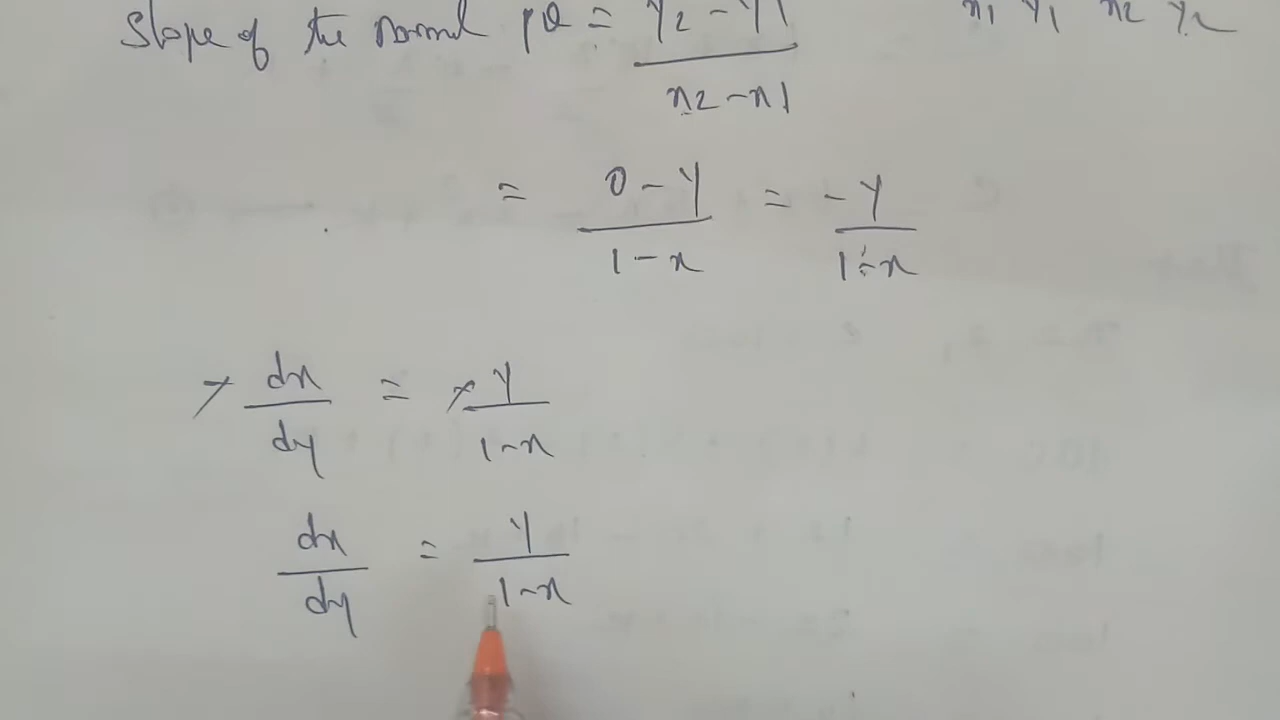 Slope of the normal PQ = y2 - y1 / x2 - x1    x1 y1 x2 y2
= 0 - y / 1 - x = - y / 1 - x
- dx / dy = - y / 1 - x
dx / dy = y / 1 - x